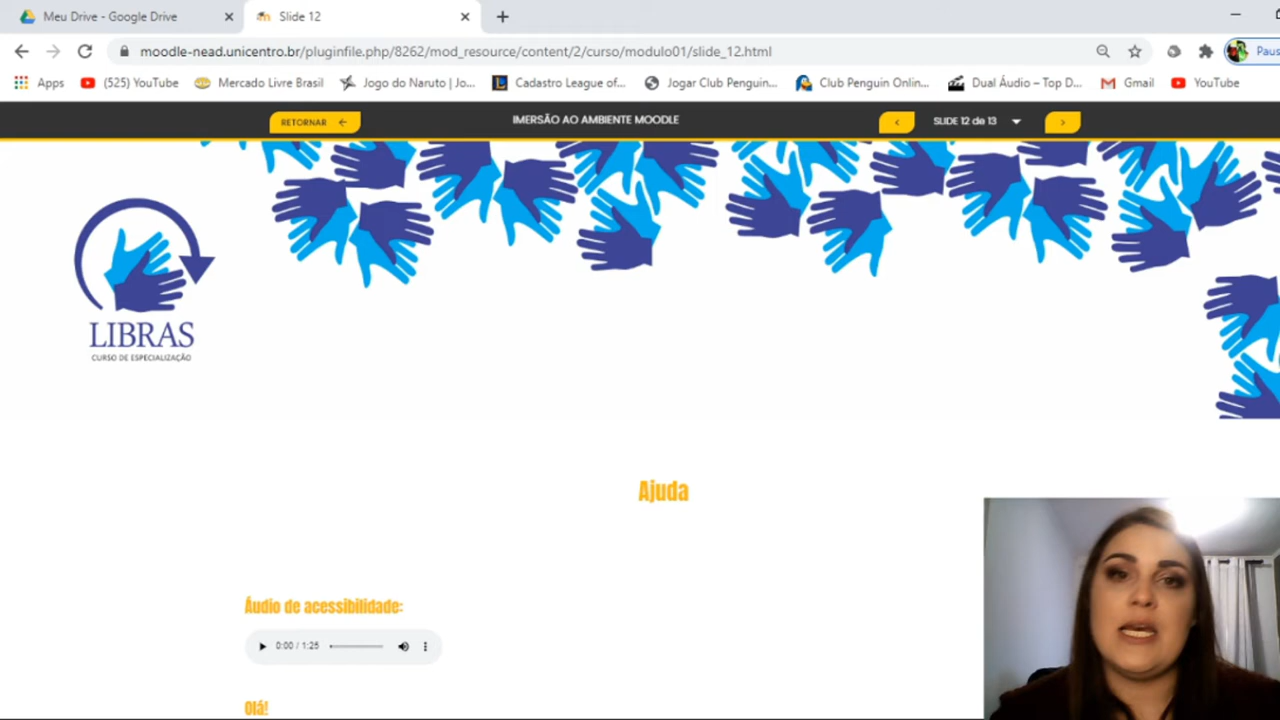 Meu Drive - Google Drive
Slide 12
moodle-nead.unicentro.br/pluginfile.php/8262/mod_resource/content/2/curso/modulo01/slide_12.html
Paus
Apps
(525) YouTube
Mercado Livre Brasil
Jogo do Naruto | Jo...
Cadastro League of...
Jogar Club Penguin...
Club Penguin Onlin...
Dual Áudio – Top D...
Gmail
YouTube
RETORNAR
IMERSÃO AO AMBIENTE MOODLE
SLIDE 12 de 13
LIBRAS
CURSO DE ESPECIALIZAÇÃO
Ajuda
Áudio de acessibilidade:
0:00 / 1:25
Olá!